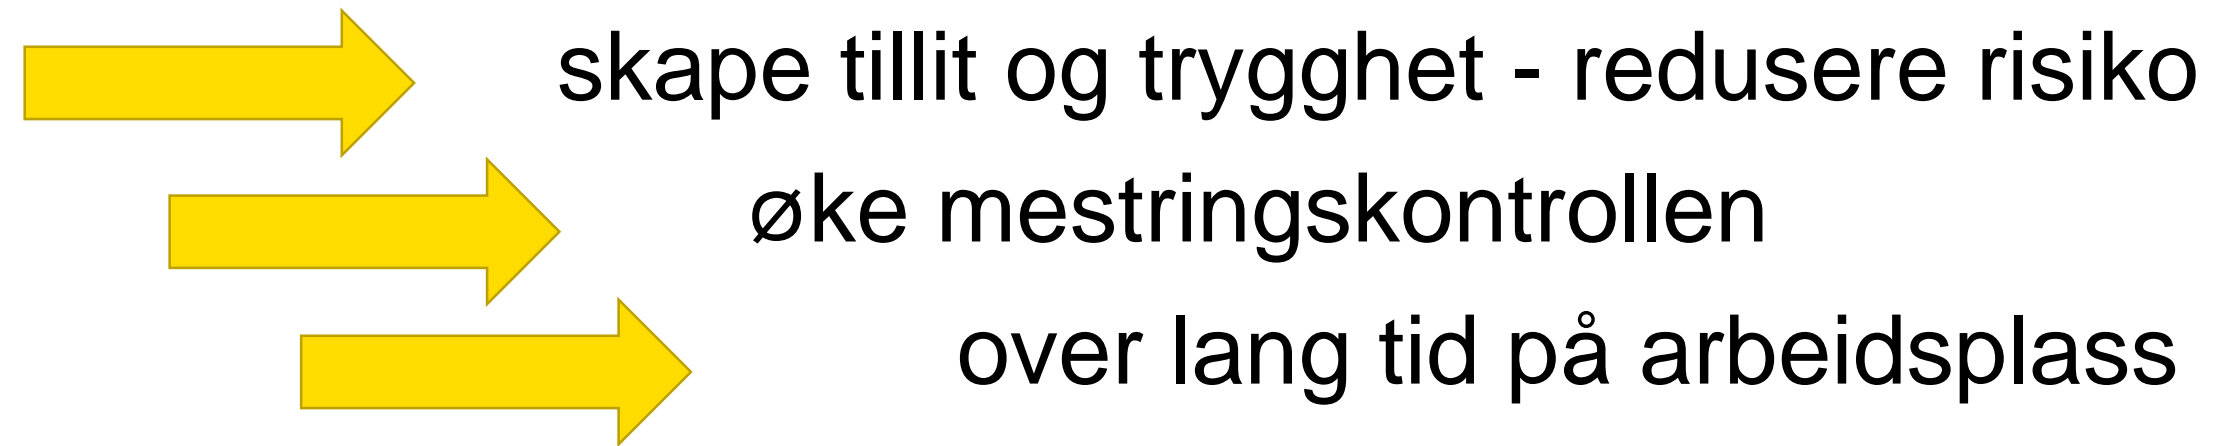 skape tillit og trygghet - redusere risiko
øke mestringskontrollen
over lang tid på arbeidsplass